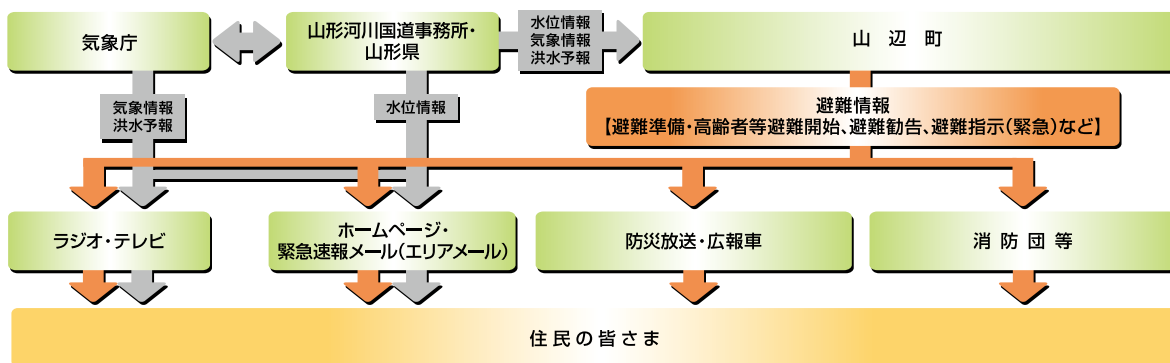 気象庁
山形河川国道事務所・
山形県
水位情報
気象情報
洪水予報
山辺町
気象情報
洪水予報
水位情報
避難情報
【避難準備・高齢者等避難開始、避難勧告、避難指示(緊急)など】
ラジオ・テレビ
ホームページ・
緊急速報メール(エリアメール)
防災放送・広報車
消防団等
住民の皆さま